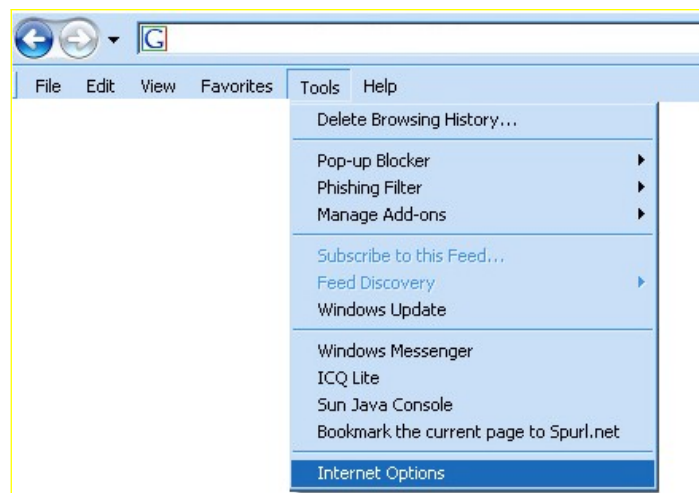 G
File Edit View Favorites Tools Help
Delete Browsing History...
Pop-up Blocker
Phishing Filter
Manage Add-ons
Subscribe to this Feed...
Feed Discovery
Windows Update
Windows Messenger
ICQ Lite
Sun Java Console
Bookmark the current page to Spurl.net
Internet Options